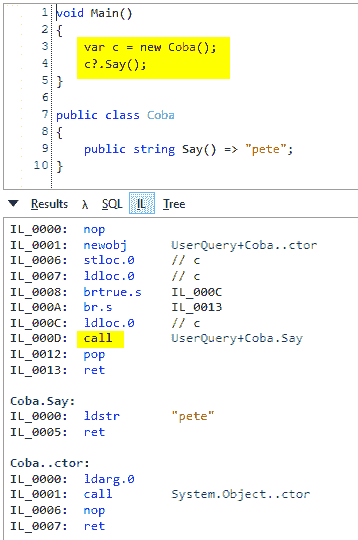 1 void Main()
2 {
3 var c = new Coba();
4 c?.Say();
5 }
6
7 public class Coba
8 {
9 public string Say() => "pete";
10 }
▼ Results λ SQL IL Tree
IL_0000: nop
IL_0001: newobj UserQuery+Coba..ctor
IL_0006: stloc.0 // c
IL_0007: ldloc.0 // c
IL_0008: brtrue.s IL_000C
IL_000A: br.s IL_0013
IL_000C: ldloc.0 // c
IL_000D: call UserQuery+Coba.Say
IL_0012: pop
IL_0013: ret
Coba.Say:
IL_0000: ldstr "pete"
IL_0005: ret
Coba..ctor:
IL_0000: ldarg.0
IL_0001: call System.Object..ctor
IL_0006: nop
IL_0007: ret